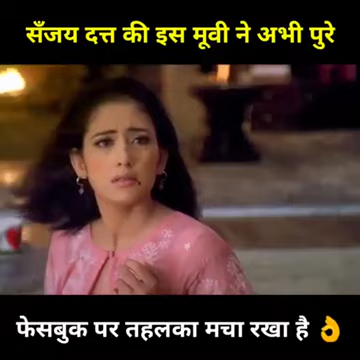 सँजय दत्त की इस मूवी ने अभी पुरे
फेसबुक पर तहलका मचा रखा है 👌